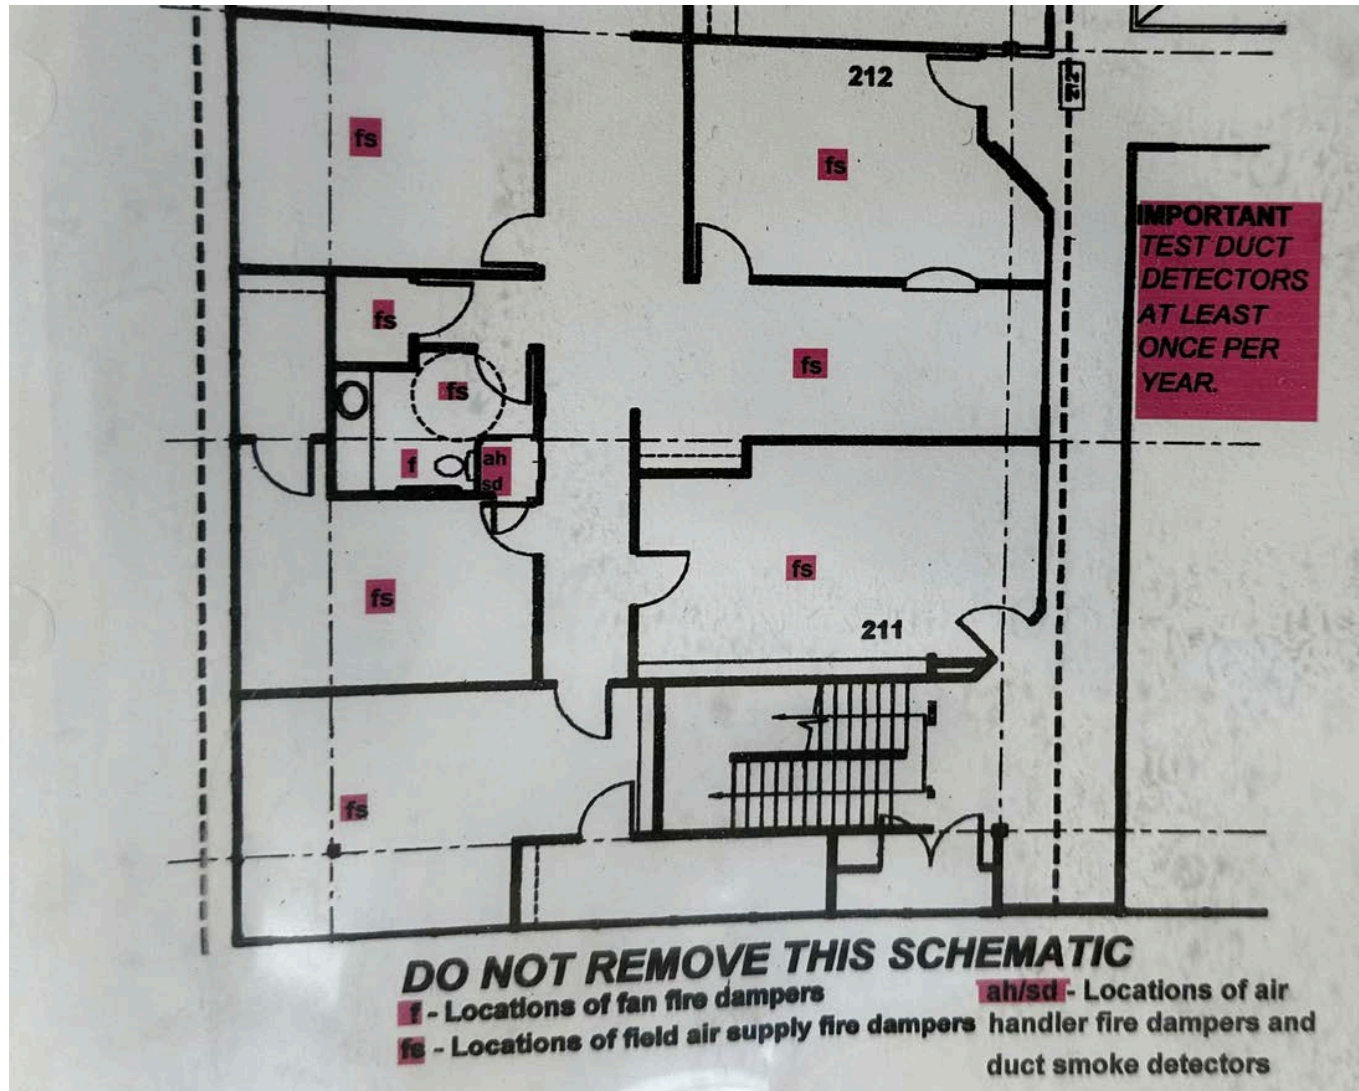 212
fs
fs
IMPORTANT
TEST DUCT
DETECTORS
AT LEAST
ONCE PER
YEAR.
fs
fs
fs
f
ah
sd
fs
fs
211
fs
DO NOT REMOVE THIS SCHEMATIC
f - Locations of fan fire dampers
fs - Locations of field air supply fire dampers
ah/sd - Locations of air
handler fire dampers and
duct smoke detectors